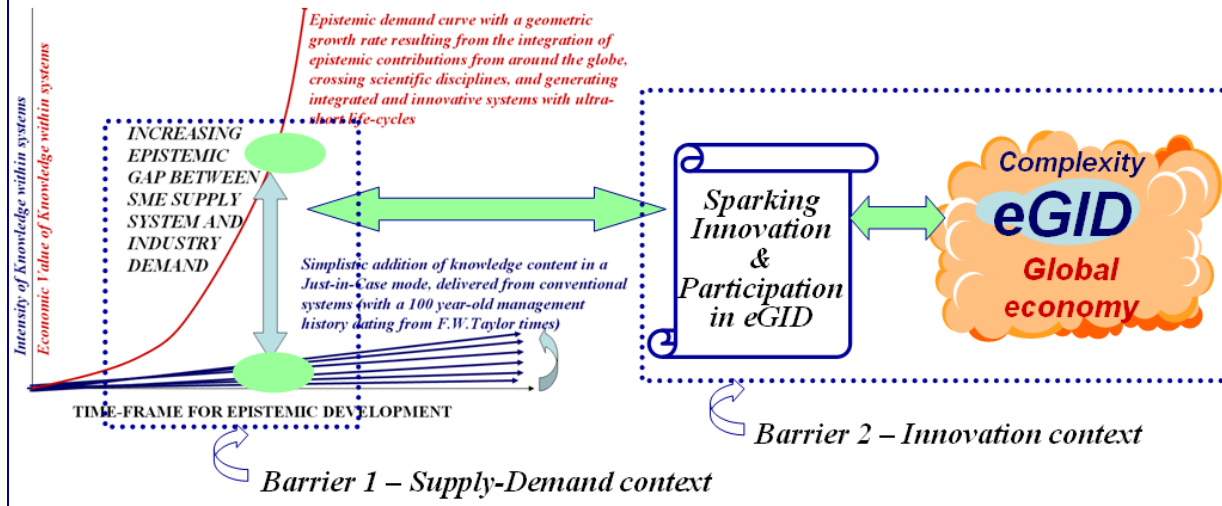 Intensity of Knowledge within systems
Economic Value of Knowledge within systems
Epistemic demand curve with a geometric
growth rate resulting from the integration of
epistemic contributions from around the globe,
crossing scientific disciplines, and generating
integrated and innovative systems with ultra-
short life-cycles
INCREASING
EPISTEMIC
GAP BETWEEN
SME SUPPLY
SYSTEM AND
INDUSTRY
DEMAND
Simplistic addition of knowledge content in a
Just-in-Case mode, delivered from conventional
systems (with a 100 year-old management
history dating from F.W.Taylor times)
TIME-FRAME FOR EPISTEMIC DEVELOPMENT
Barrier 1 – Supply-Demand context
Sparking
Innovation
&
Participation
in eGID
Complexity
eGID
Global
economy
Barrier 2 – Innovation context